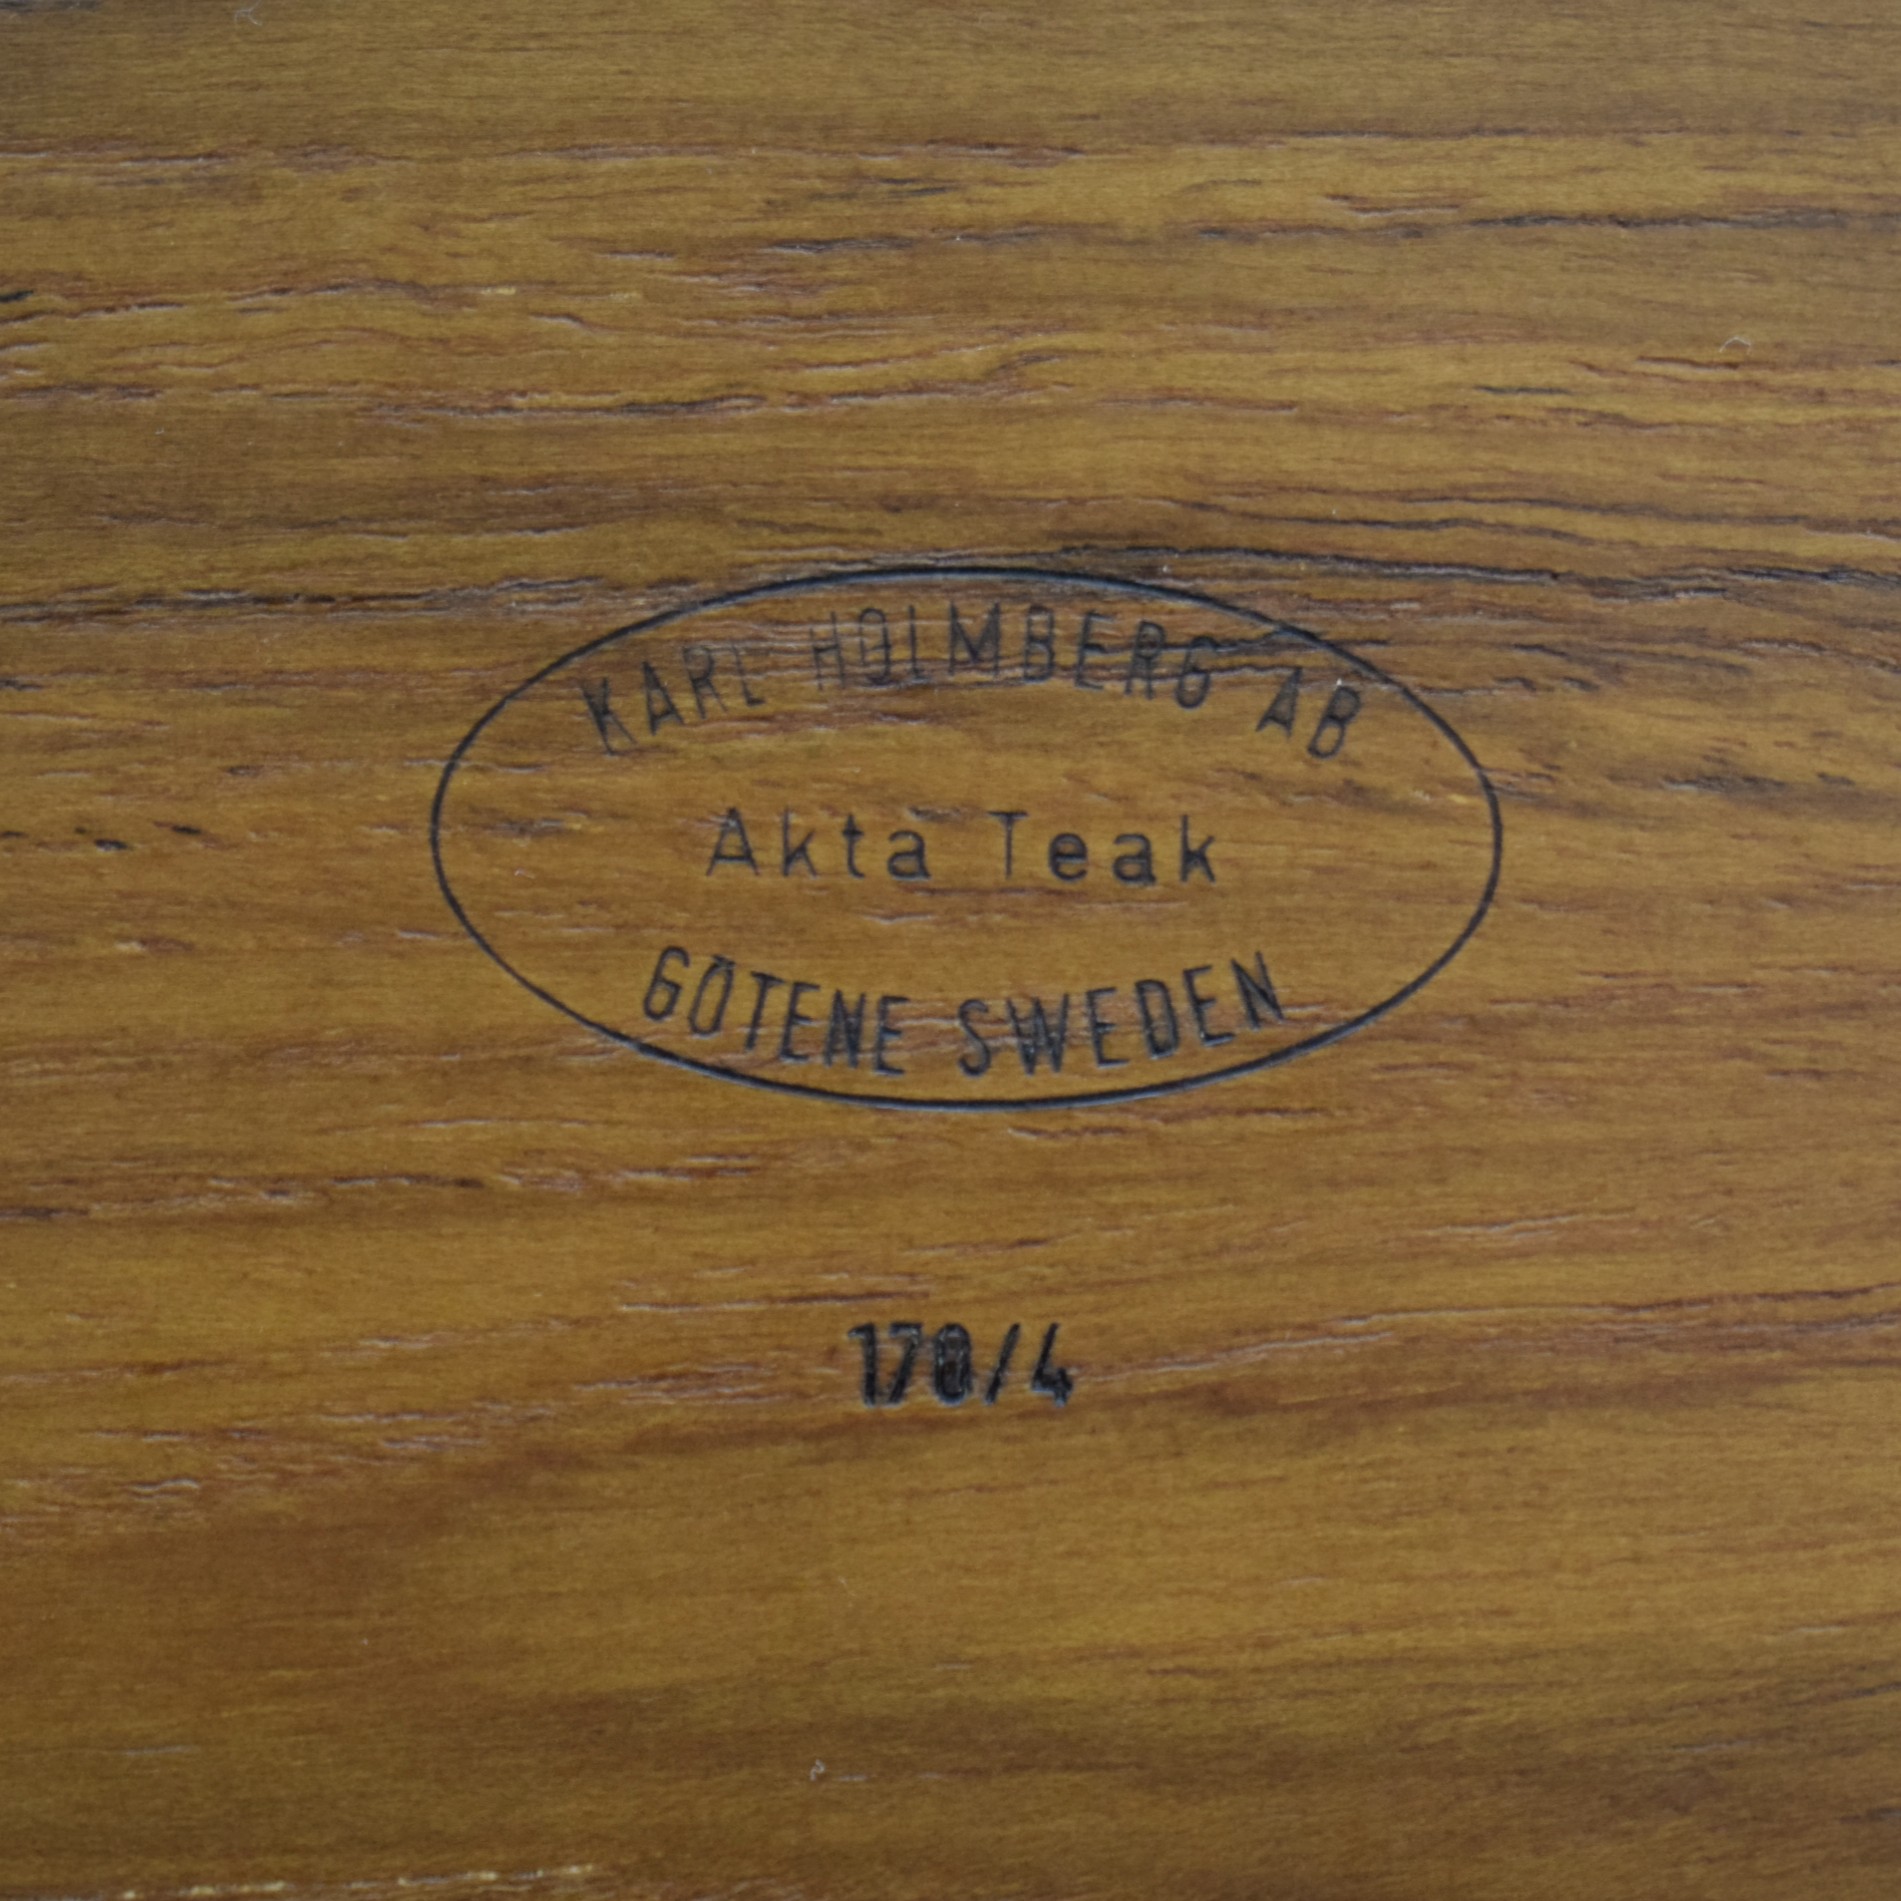 KARL HOLMBERG AB
Akta Teak
GÖTENE SWEDEN
170/4